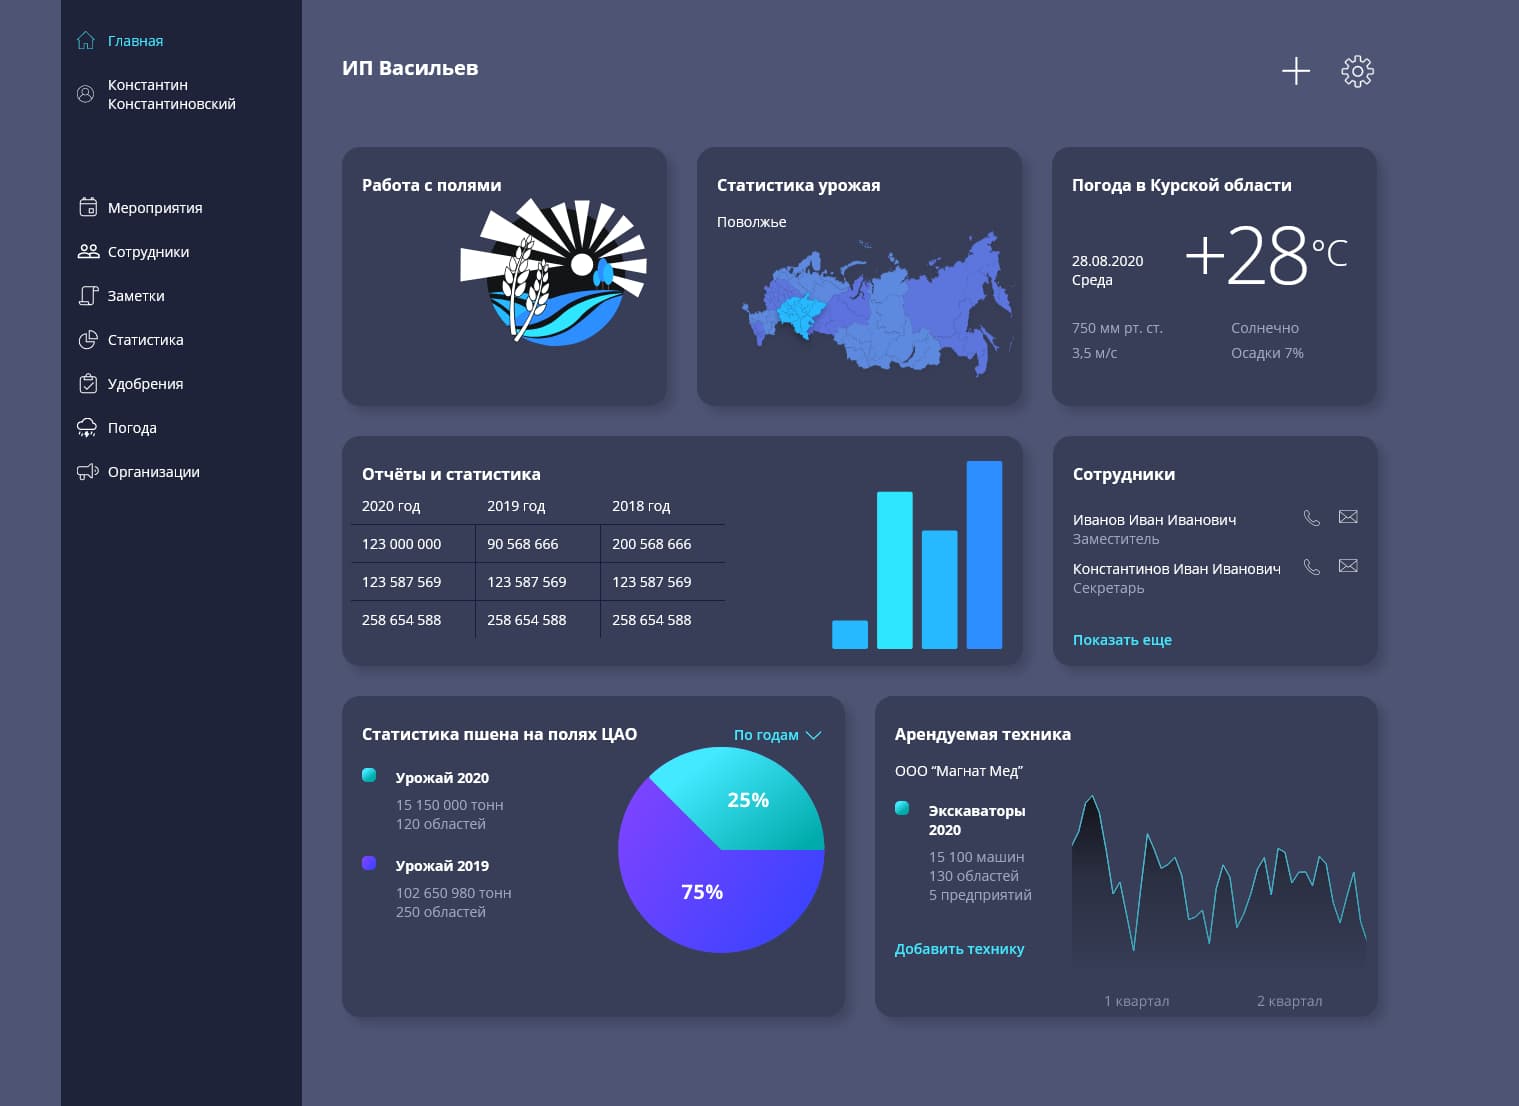 Главная
Константин
Константиновский
Мероприятия
Сотрудники
Заметки
Статистика
Удобрения
Погода
Организации
ИП Васильев
Работа с полями
Статистика урожая
Поволжье
Погода в Курской области
28.08.2020
Среда
+28°C
750 мм рт. ст.
Солнечно
3,5 м/с
Осадки 7%
Отчёты и статистика
2020 год 2019 год 2018 год
123 000 000 90 568 666 200 568 666
123 587 569 123 587 569 123 587 569
258 654 588 258 654 588 258 654 588
Сотрудники
Иванов Иван Иванович
Заместитель
Константинов Иван Иванович
Секретарь
Показать еще
Статистика пшена на полях ЦАО
По годам
Урожай 2020
15 150 000 тонн
120 областей
Урожай 2019
102 650 980 тонн
250 областей
25%
75%
Арендуемая техника
ООО “Магнат Мед”
Экскаваторы
2020
15 100 машин
130 областей
5 предприятий
Добавить технику
1 квартал 2 квартал